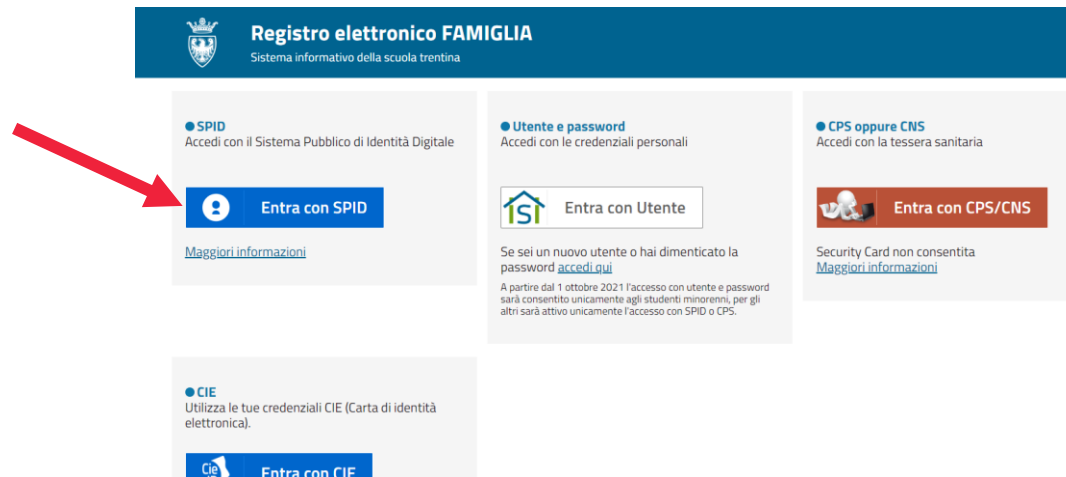 Registro elettronico FAMIGLIA
Sistema informativo della scuola trentina
SPID
Accedi con il Sistema Pubblico di Identità Digitale
Entra con SPID
Maggiori informazioni
Utente e password
Accedi con le credenziali personali
ISI
Entra con Utente
Se sei un nuovo utente o hai dimenticato la
password accedi qui
A partire dal 1 ottobre 2021 l'accesso con utente e password
sarà consentito unicamente agli studenti minorenni, per gli
altri sarà attivo unicamente l'accesso con SPID o CPS.
CPS oppure CNS
Accedi con la tessera sanitaria
Entra con CPS/CNS
Security Card non consentita
Maggiori informazioni
CIE
Utilizza le tue credenziali CIE (Carta di identità
elettronica).
Cie
Entra con CIE